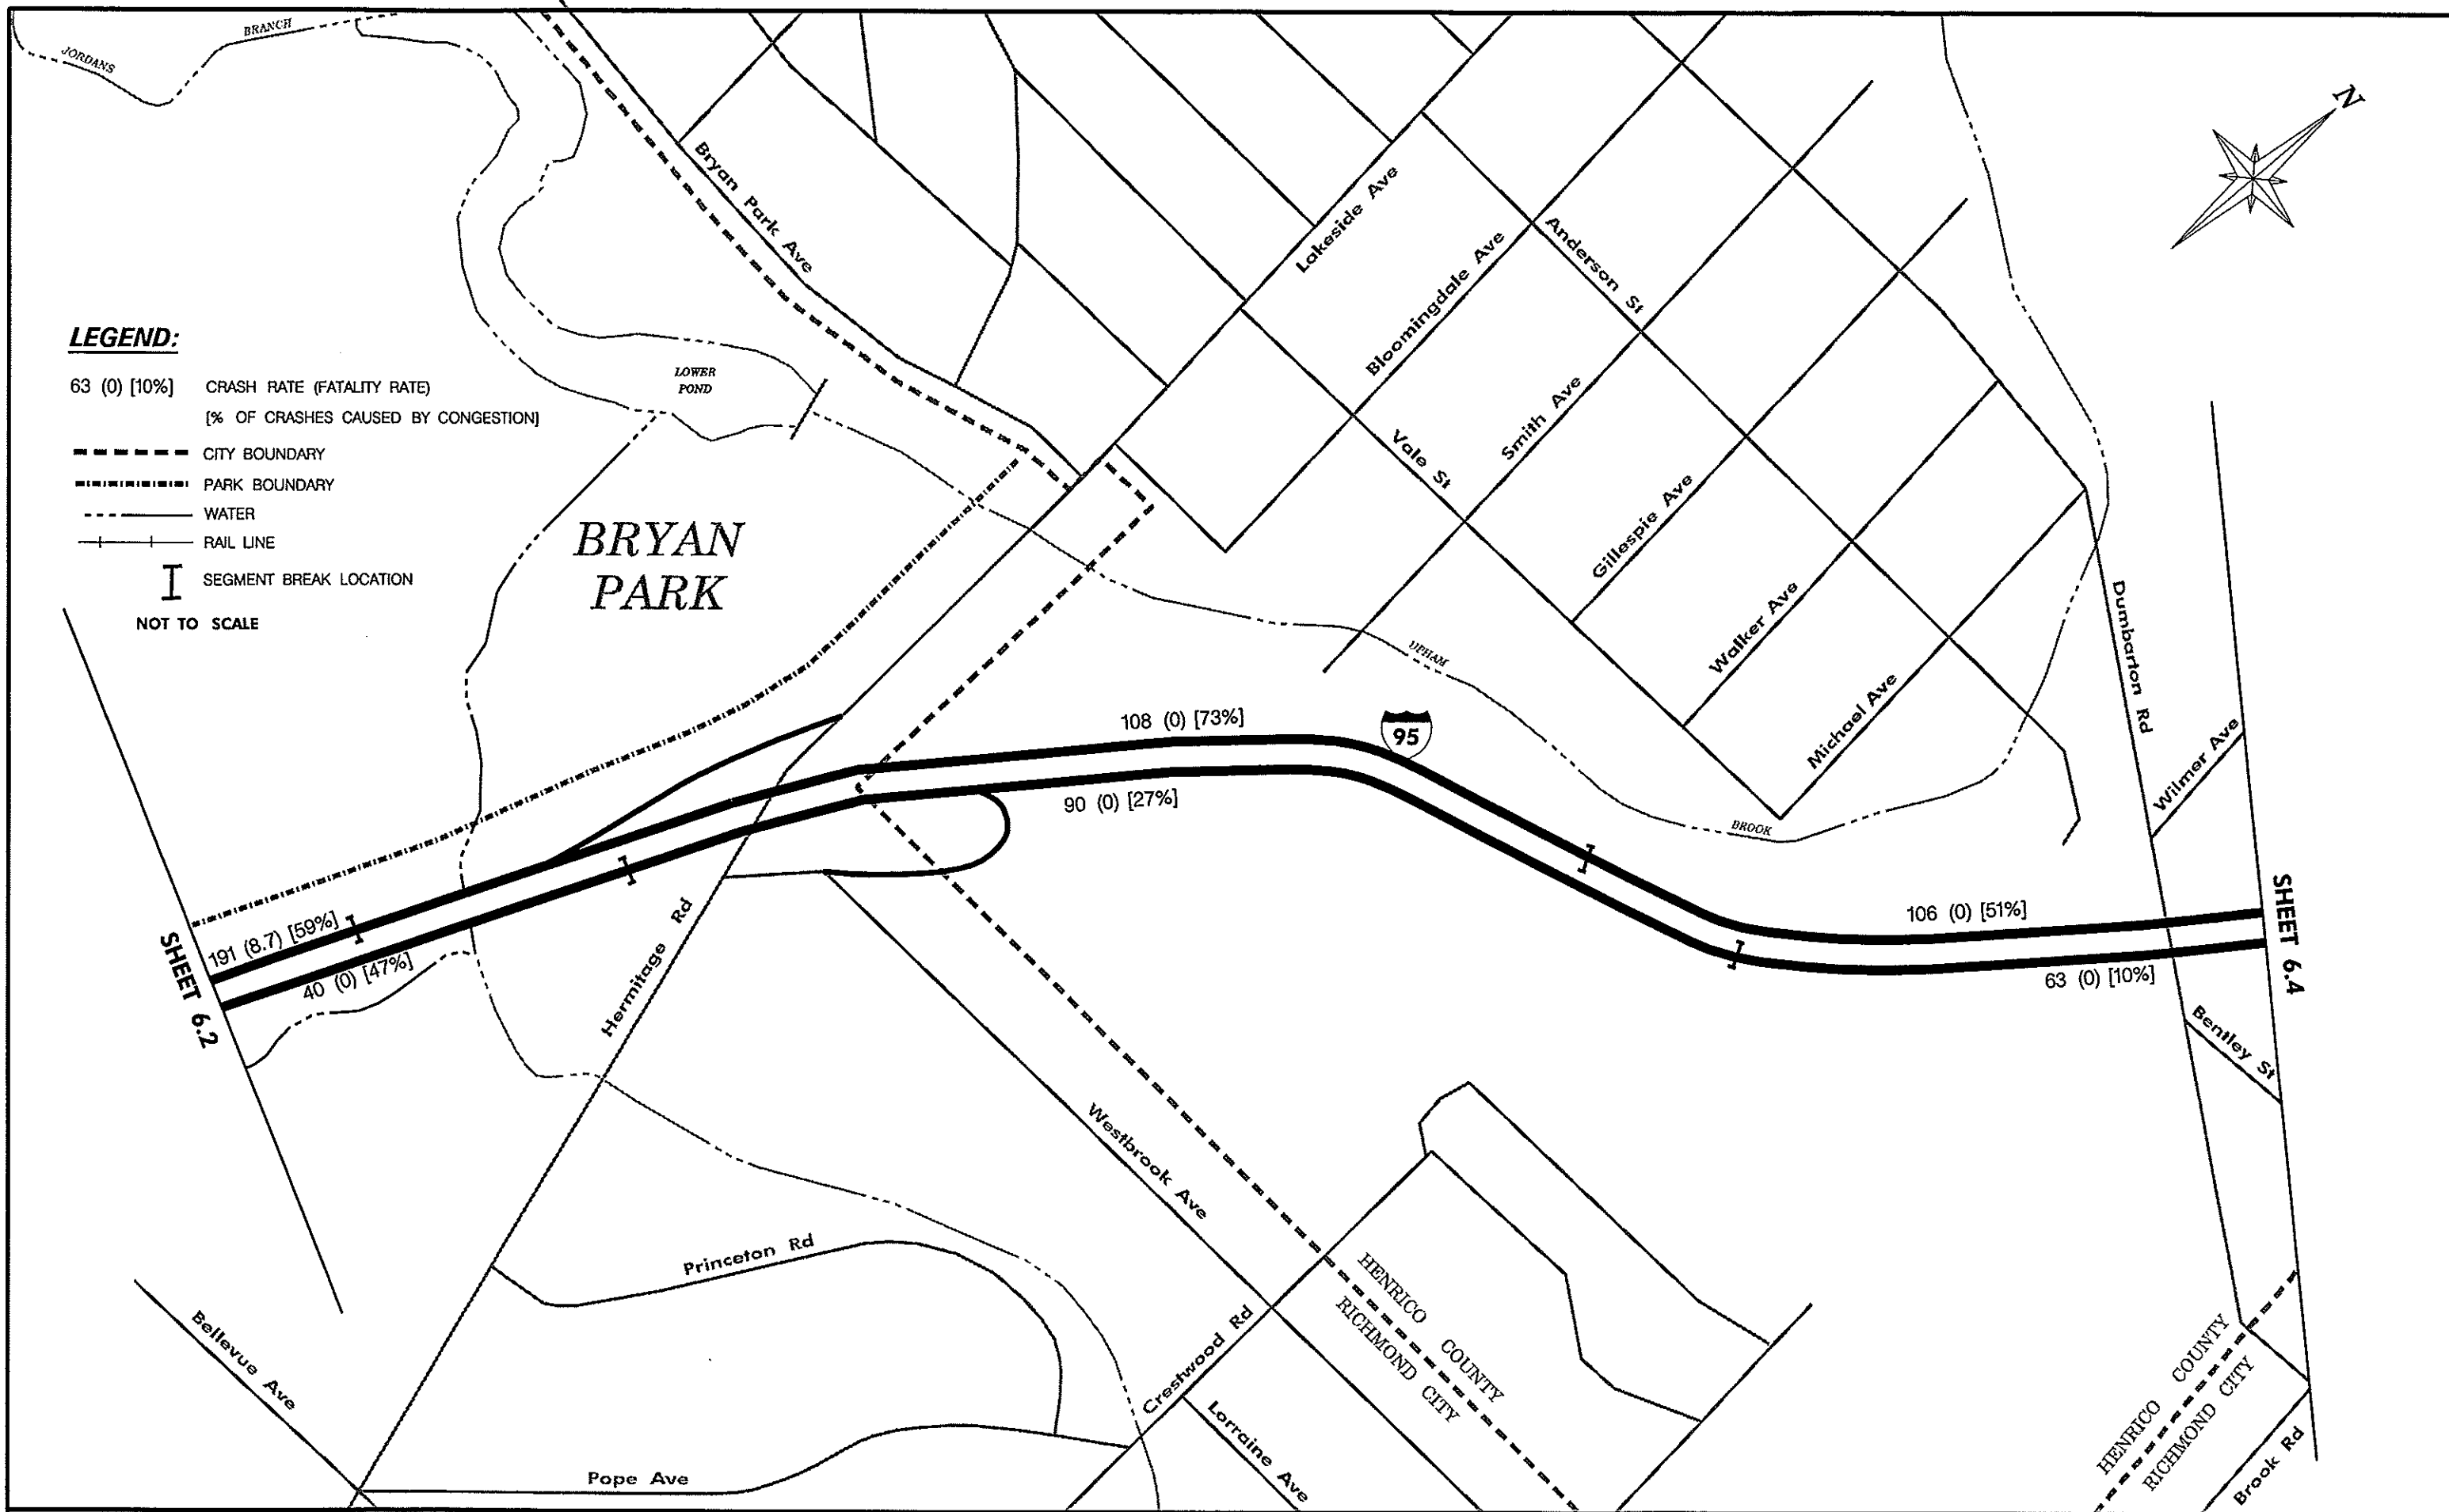 JORDANS
BRANCH
N
Bryan Park Ave
Lakeside Ave
Bloomingdale Ave
Anderson St
Smith Ave
Vale St
Gillespie Ave
Walker Ave
Michael Ave
Dumbarton Rd
Wilmer Ave
LEGEND:
63 (0) [10%] CRASH RATE (FATALITY RATE)
[% OF CRASHES CAUSED BY CONGESTION]
CITY BOUNDARY
PARK BOUNDARY
WATER
RAIL LINE
SEGMENT BREAK LOCATION
NOT TO SCALE
LOWER
POND
BRYAN
PARK
UPHAM
BROOK
108 (0) [73%]
95
90 (0) [27%]
191 (8.7) [59%]
40 (0) [47%]
106 (0) [51%]
63 (0) [10%]
SHEET 6.2
SHEET 6.4
Hermitage Rd
Bentley St
Westbrook Ave
Princeton Rd
Bellevue Ave
Crestwood Rd
HENRICO COUNTY
RICHMOND CITY
Lorraine Ave
Pope Ave
HENRICO COUNTY
RICHMOND CITY
Brook Rd